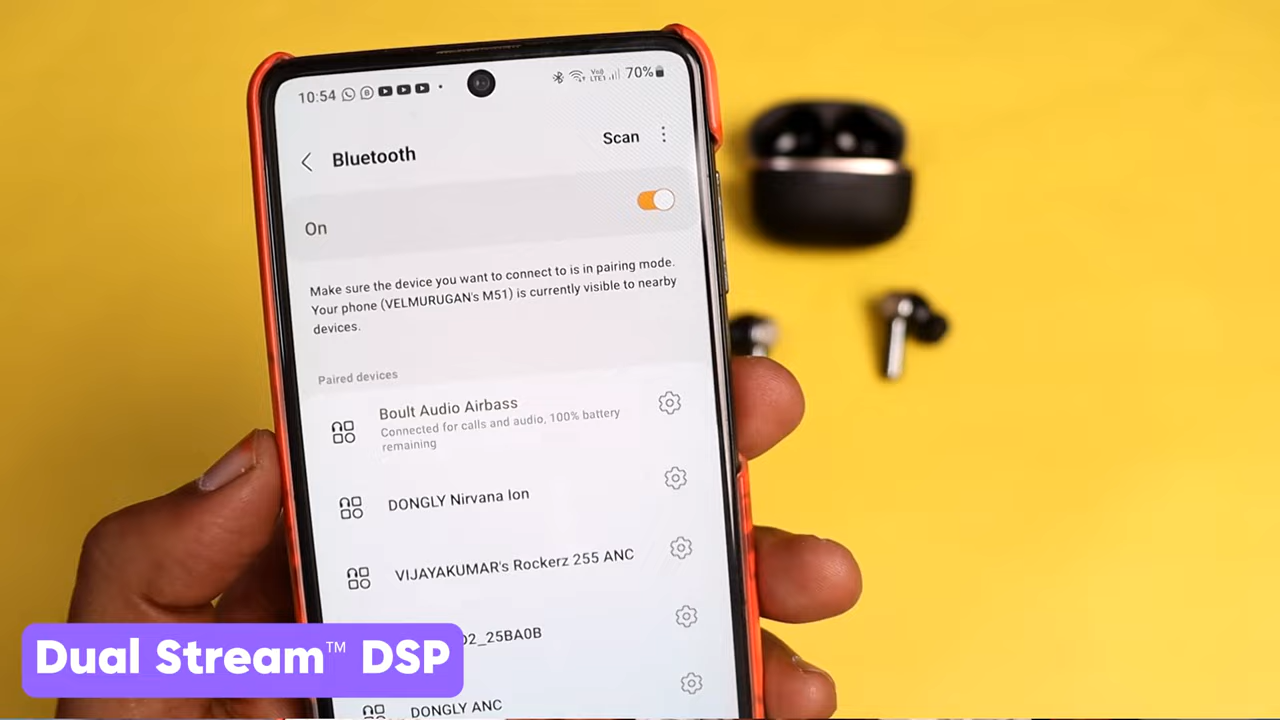 10:54
VoB
LTE1
70%
Scan
Bluetooth
On
Make sure the device you want to connect to is in pairing mode.
Your phone (VELMURUGAN's M51) is currently visible to nearby
devices.
Paired devices
Boult Audio Airbass
Connected for calls and audio, 100% battery
remaining
DONGLY Nirvana Ion
VIJAYAKUMAR's Rockerz 255 ANC
D2_25BA0B
DONGLY ANC
Dual Stream™ DSP